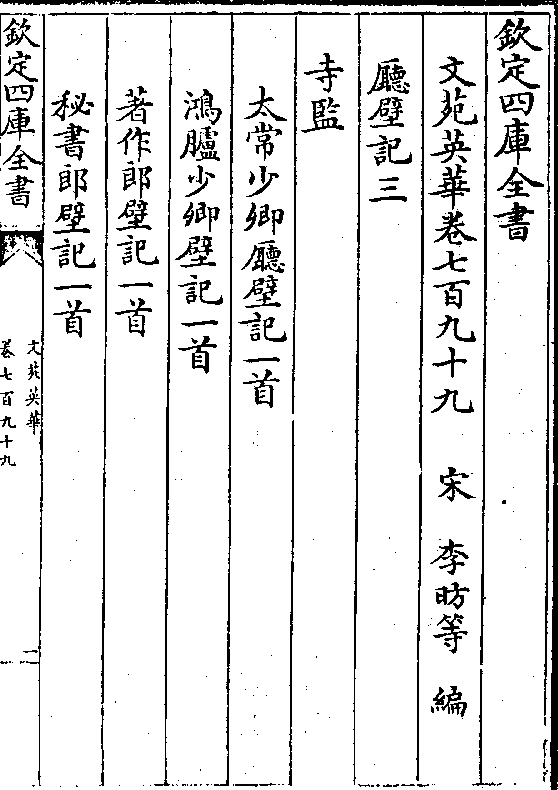 欽定四庫全書
文苑英華卷七百九十九 宋 李昉等 編
廳壁記三
寺監
太常少卿廳壁記一首
鴻臚少卿壁記一首
著作郎壁記一首
秘書郎壁記一首
欽定四庫全書
文苑英華
卷七百九十九
二